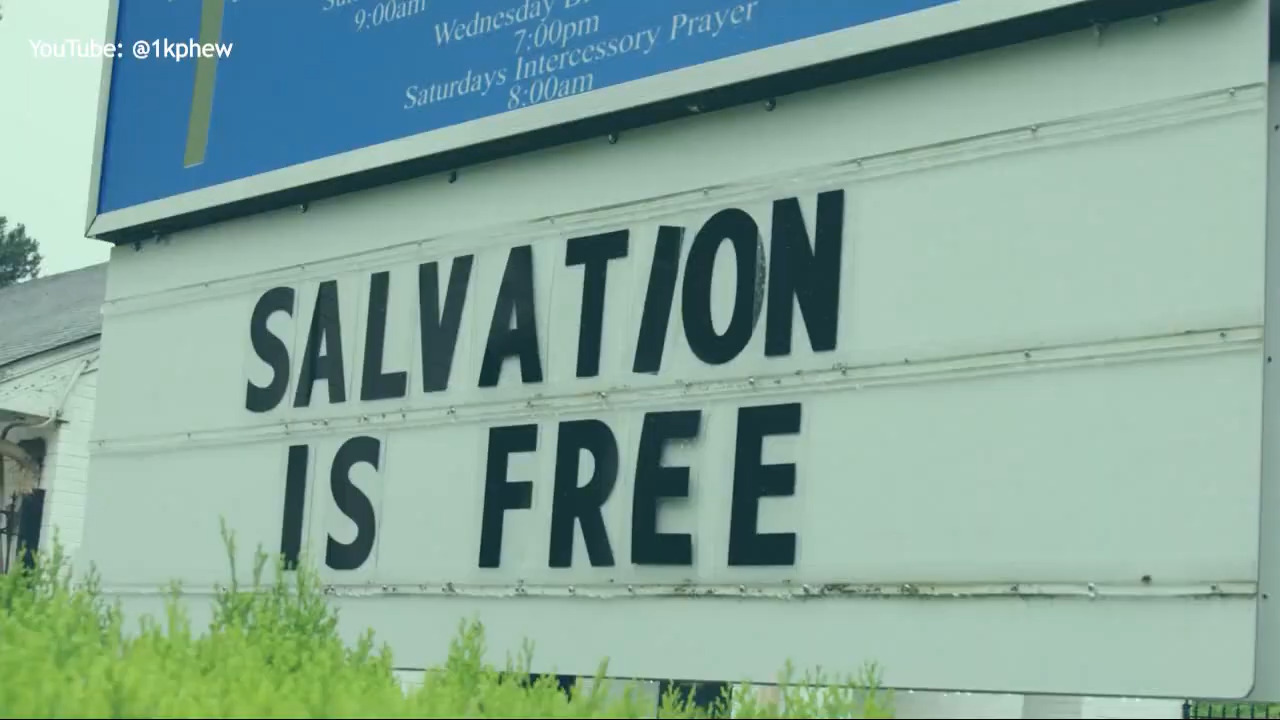 YouTube: @1kphew
9:00am
Wednesday
7:00pm
Saturdays Intercessory Prayer
8:00am
SALVATION
IS FREE